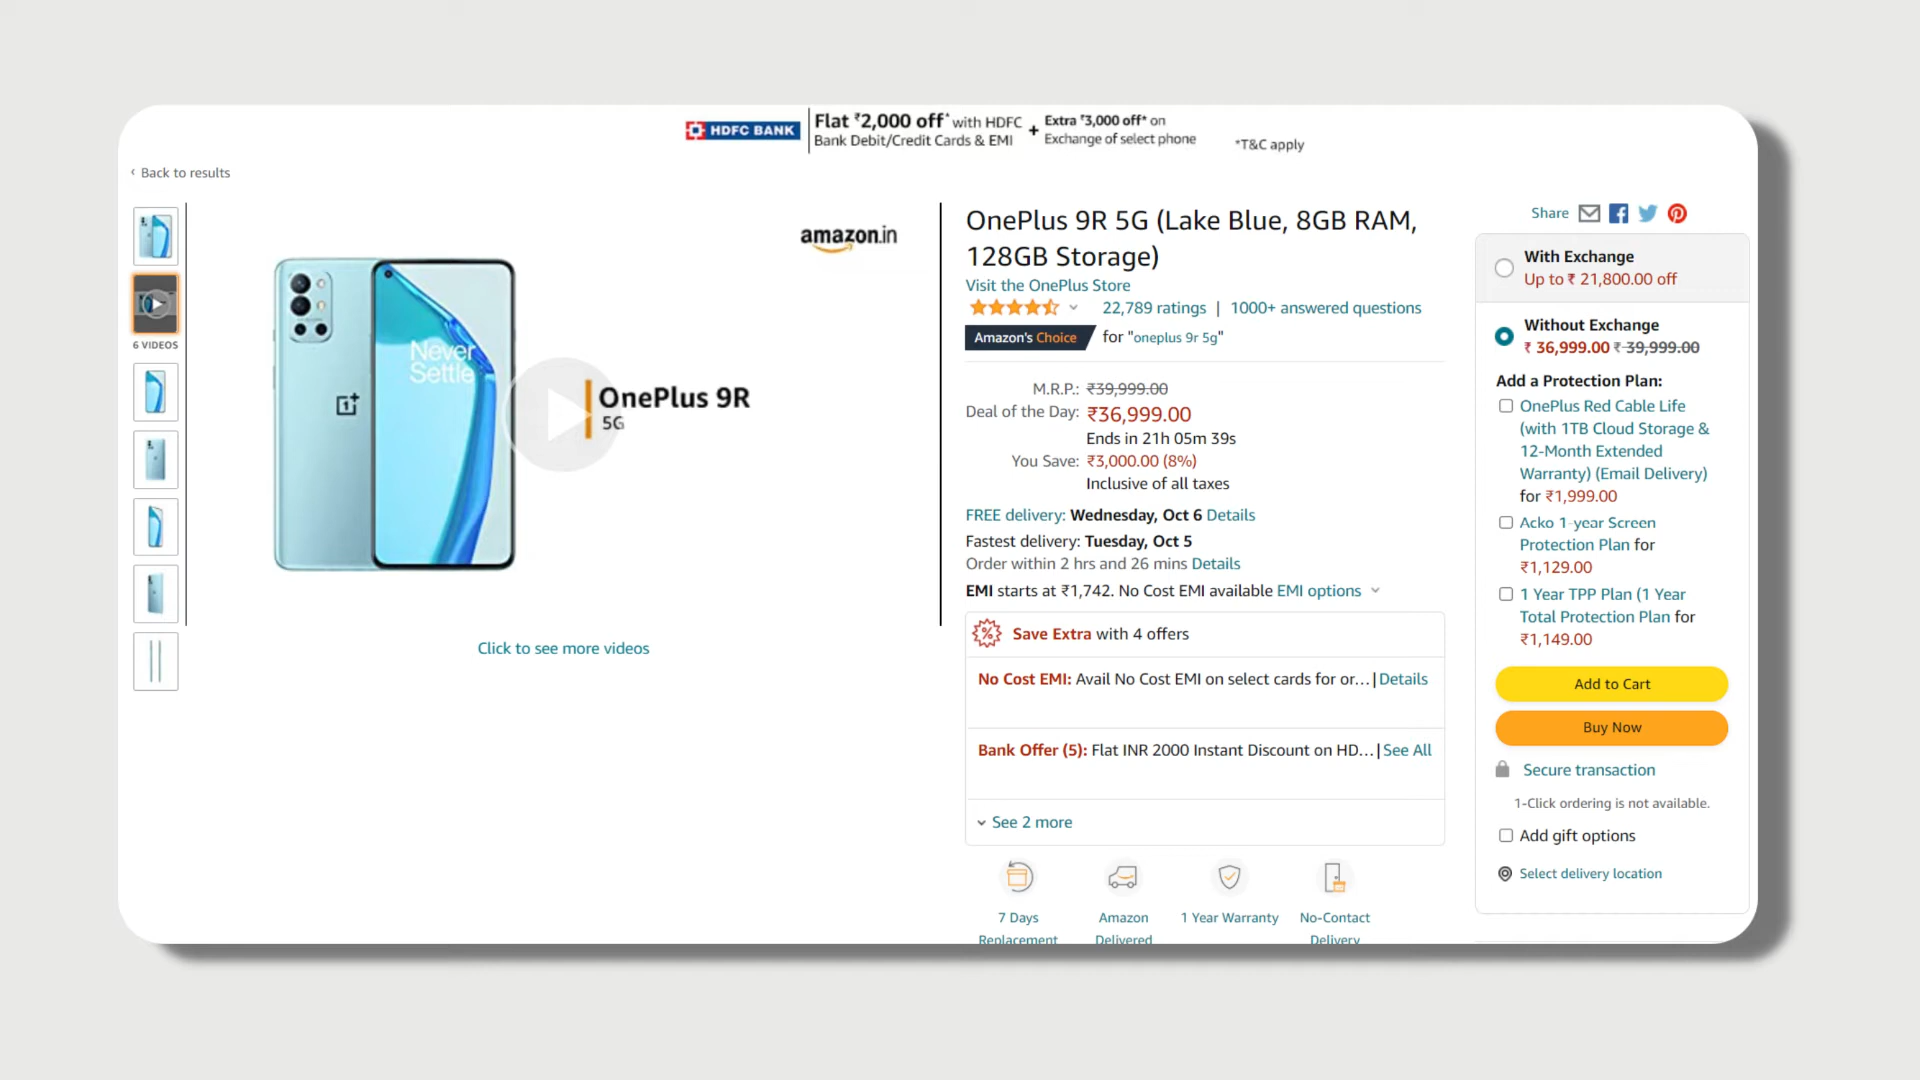 HDFC BANK
Flat ₹2,000 off* with HDFC
Bank Debit/Credit Cards & EMI
+
Extra ₹3,000 off* on
Exchange of select phone
*T&C apply
‹ Back to results
6 VIDEOS
amazon.in
Never
Settle
OnePlus 9R
5G
Click to see more videos
OnePlus 9R 5G (Lake Blue, 8GB RAM,
128GB Storage)
Visit the OnePlus Store
22,789 ratings | 1000+ answered questions
Amazon's Choice for "oneplus 9r 5g"
M.R.P.: ₹39,999.00
Deal of the Day: ₹36,999.00
Ends in 21h 05m 39s
You Save: ₹3,000.00 (8%)
Inclusive of all taxes
FREE delivery: Wednesday, Oct 6 Details
Fastest delivery: Tuesday, Oct 5
Order within 2 hrs and 26 mins Details
EMI starts at ₹1,742. No Cost EMI available EMI options
Save Extra with 4 offers
No Cost EMI: Avail No Cost EMI on select cards for or... | Details
Bank Offer (5): Flat INR 2000 Instant Discount on HD... | See All
See 2 more
7 Days
Replacement
Amazon
Delivered
1 Year Warranty
No-Contact
Delivery
Share
With Exchange
Up to ₹ 21,800.00 off
Without Exchange
₹ 36,999.00 ₹ 39,999.00
Add a Protection Plan:
OnePlus Red Cable Life
(with 1TB Cloud Storage &
12-Month Extended
Warranty) (Email Delivery)
for ₹1,999.00
Acko 1-year Screen
Protection Plan for
₹1,129.00
1 Year TPP Plan (1 Year
Total Protection Plan for
₹1,149.00
Add to Cart
Buy Now
Secure transaction
1-Click ordering is not available.
Add gift options
Select delivery location